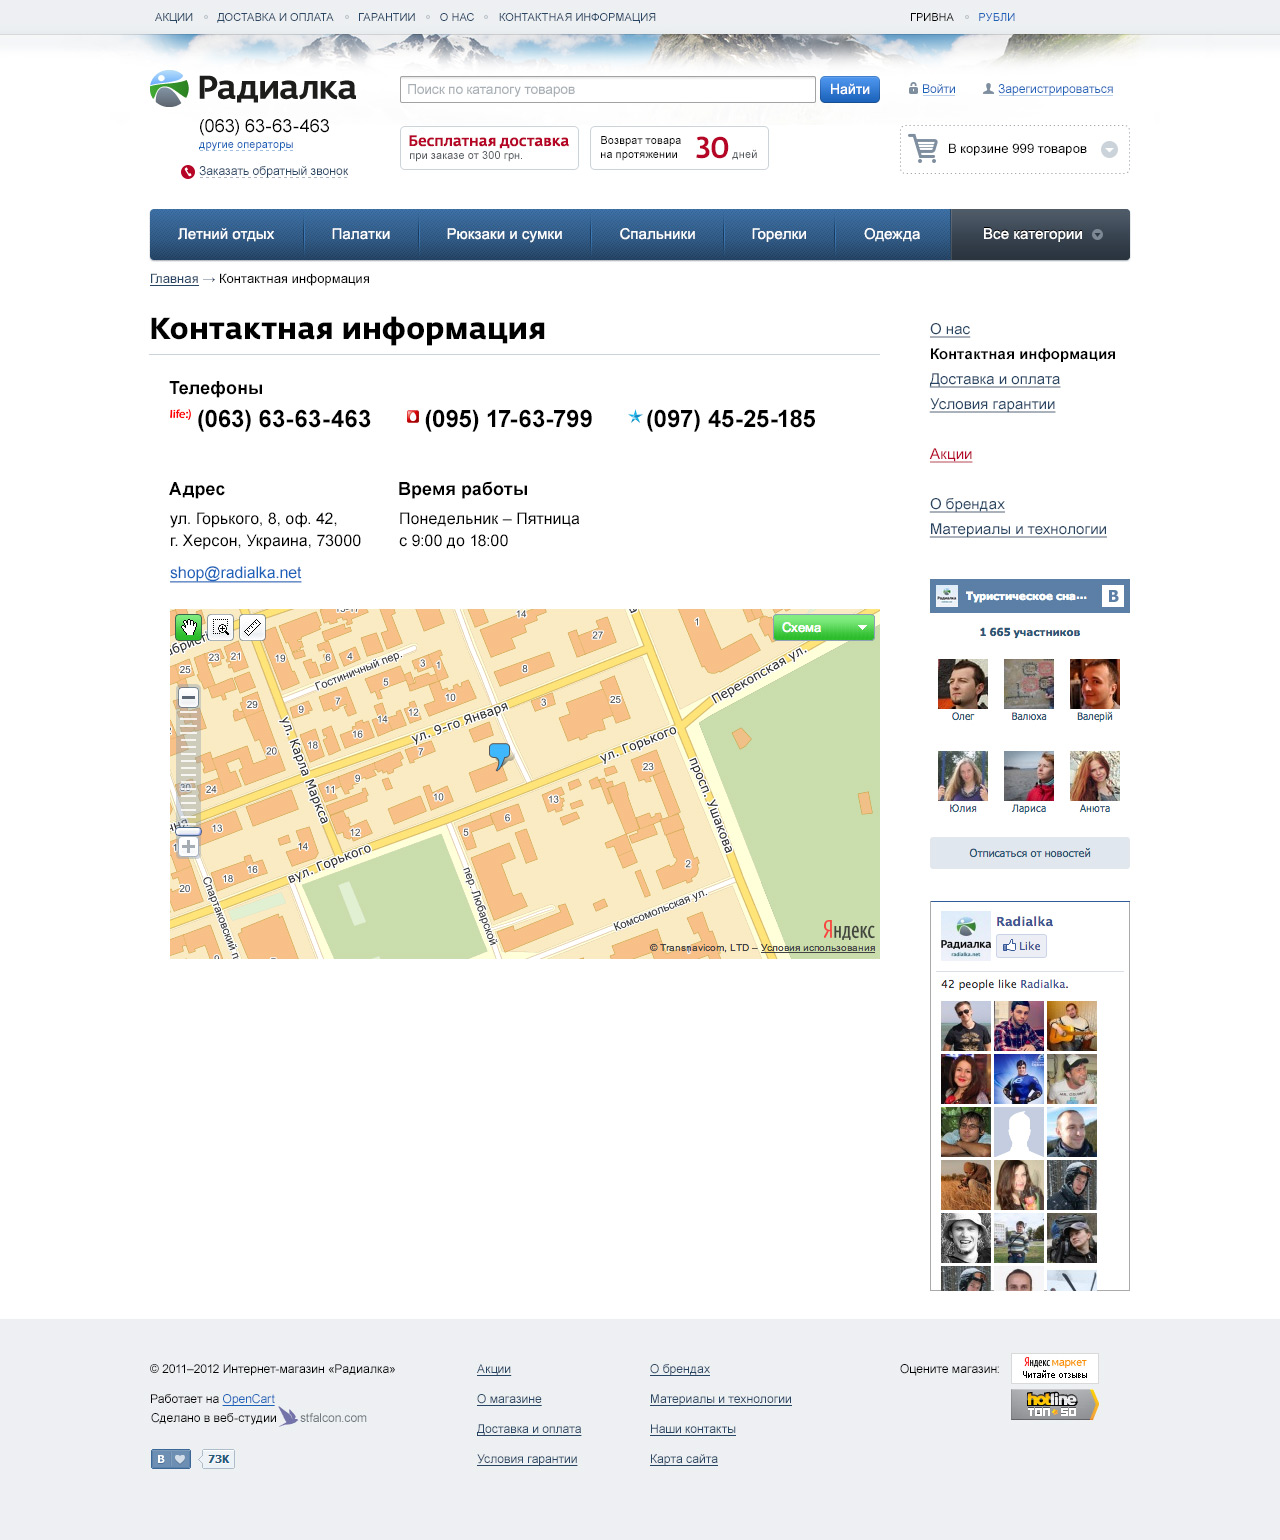 АКЦИИ
ДОСТАВКА И ОПЛАТА
ГАРАНТИИ
О НАС
КОНТАКТНАЯ ИНФОРМАЦИЯ
ГРИВНА
РУБЛИ
Радиалка
(063) 63-63-463
другие операторы
Заказать обратный звонок
Поиск по каталогу товаров
Найти
Войти
Зарегистрироваться
Бесплатная доставка
при заказе от 300 грн.
Возврат товара
на протяжении
30 дней
В корзине 999 товаров
Летний отдых
Палатки
Рюкзаки и сумки
Спальники
Горелки
Одежда
Все категории
Главная → Контактная информация
Контактная информация
Телефоны
life:) (063) 63-63-463
(095) 17-63-799
(097) 45-25-185
Адрес
ул. Горького, 8, оф. 42,
г. Херсон, Украина, 73000
shop@radialka.net
Время работы
Понедельник – Пятница
с 9:00 до 18:00
Схема
Гостиничный пер.
ул. 9-го Января
ул. Карла Маркса
ул. Горького
вул. Горького
Перекопская ул.
просп. Ушакова
пер. Любарской
Комсомольская ул.
Спартаковский п
Яндекс
© Transnavicom, LTD – Условия использования
О нас
Контактная информация
Доставка и оплата
Условия гарантии
Акции
О брендах
Материалы и технологии
Радиалка
Туристическое сна...
В
1 665 участников
Олег
Валюха
Валерій
Юлия
Лариса
Анюта
Отписаться от новостей
Радиалка
radialka.net
Radialka
Like
42 people like Radialka.
© 2011–2012 Интернет-магазин «Радиалка»
Работает на OpenCart
Сделано в веб-студии stfalcon.com
В
73K
Акции
О магазине
Доставка и оплата
Условия гарантии
О брендах
Материалы и технологии
Наши контакты
Карта сайта
Оцените магазин:
Яндекс маркет
Читайте отзывы
hotline
ТОП 50